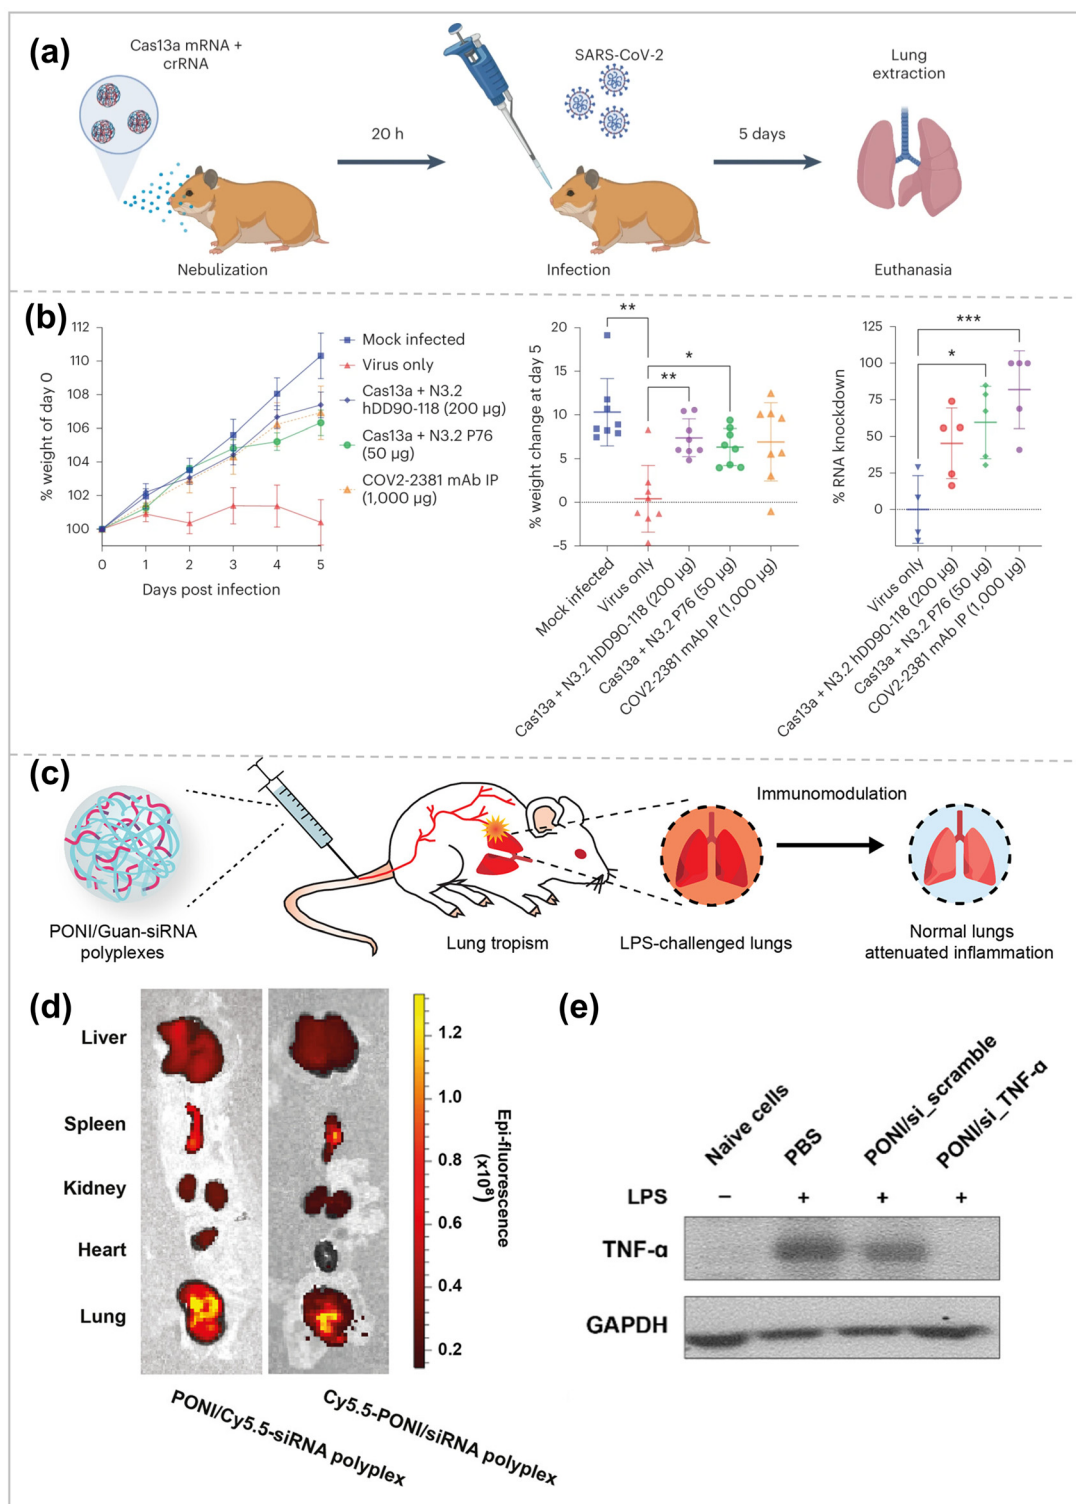 (a)
Cas13a mRNA +
crRNA
20 h
SARS-CoV-2
5 days
Lung
extraction
Nebulization
Infection
Euthanasia
(b)
% weight of day 0
112
110
108
106
104
102
100
0
1
2
3
4
5
Days post infection
Mock infected
Virus only
Cas13a + N3.2
hDD90-118 (200 µg)
Cas13a + N3.2 P76
(50 µg)
COV2-2381 mAb IP
(1,000 µg)
% weight change at day 5
20
15
10
5
0
−5
**
*
**
Mock infected
Virus only
Cas13a + N3.2 hDD90-118 (200 µg)
Cas13a + N3.2 P76 (50 µg)
COV2-2381 mAb IP (1,000 µg)
% RNA knockdown
125
100
75
50
25
0
***
*
Virus only
Cas13a + N3.2 hDD90-118 (200 µg)
Cas13a + N3.2 P76 (50 µg)
COV2-2381 mAb IP (1,000 µg)
(c)
PONI/Guan-siRNA
polyplexes
Lung tropism
LPS-challenged lungs
Immunomodulation
Normal lungs
attenuated inflammation
(d)
Liver
Spleen
Kidney
Heart
Lung
1.2
1.0
0.8
0.6
0.4
0.2
Epi-fluorescence
(x10⁸)
PONI/Cy5.5-siRNA polyplex
Cy5.5-PONI/siRNA polyplex
(e)
Naive cells
PBS
PONI/si_scramble
PONI/si_TNF-α
LPS
−
+
+
+
TNF-α
GAPDH